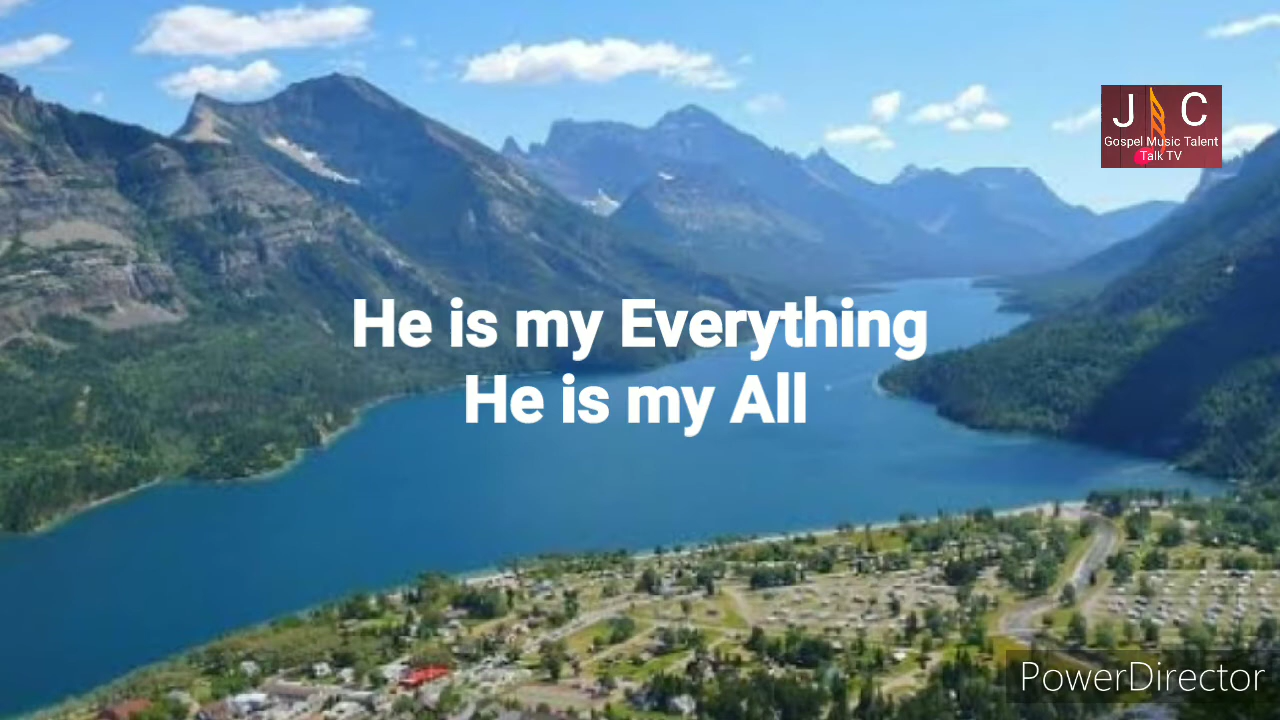 J C
Gospel Music Talent
Talk TV
He is my Everything
He is my All
PowerDirector